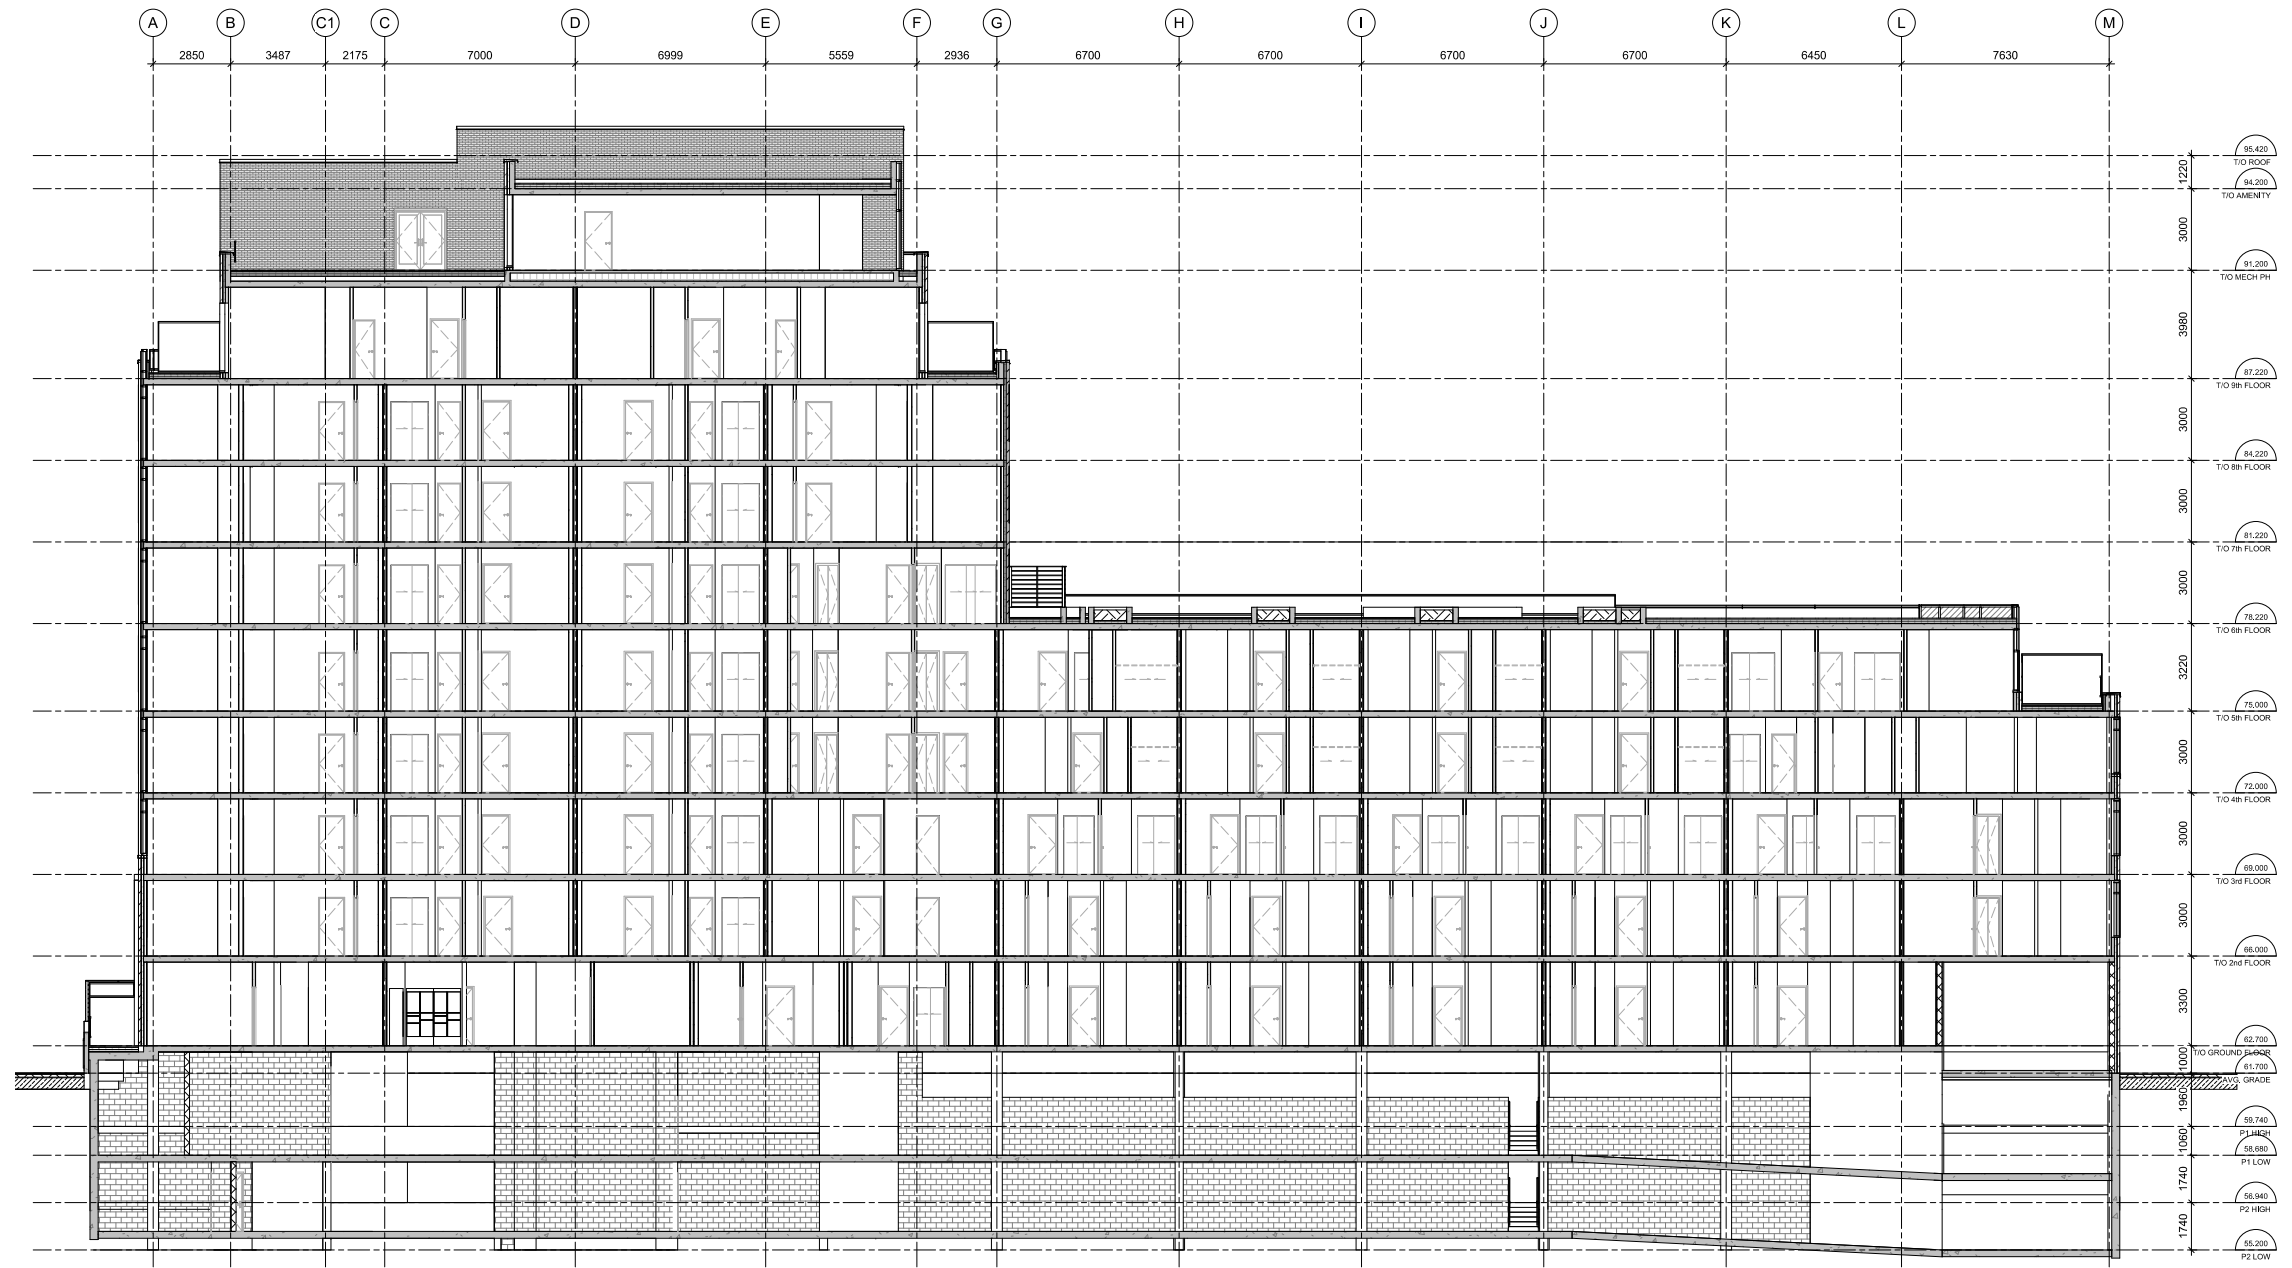 A B C1 C D E F G H I J K L M
2850 3487 2175 7000 6999 5559 2936 6700 6700 6700 6700 6450 7630
95.420
T/O ROOF
1220
94.200
T/O AMENITY
3000
91.200
T/O MECH PH
3980
87.220
T/O 9th FLOOR
3000
84.220
T/O 8th FLOOR
3000
81.220
T/O 7th FLOOR
3000
78.220
T/O 6th FLOOR
3220
75.000
T/O 5th FLOOR
3000
72.000
T/O 4th FLOOR
3000
69.000
T/O 3rd FLOOR
3000
66.000
T/O 2nd FLOOR
3300
62.700
T/O GROUND FLOOR
1000
61.700
AVG. GRADE
1960
59.740
P1 HIGH
1060
58.680
P1 LOW
1740
56.940
P2 HIGH
1740
55.200
P2 LOW